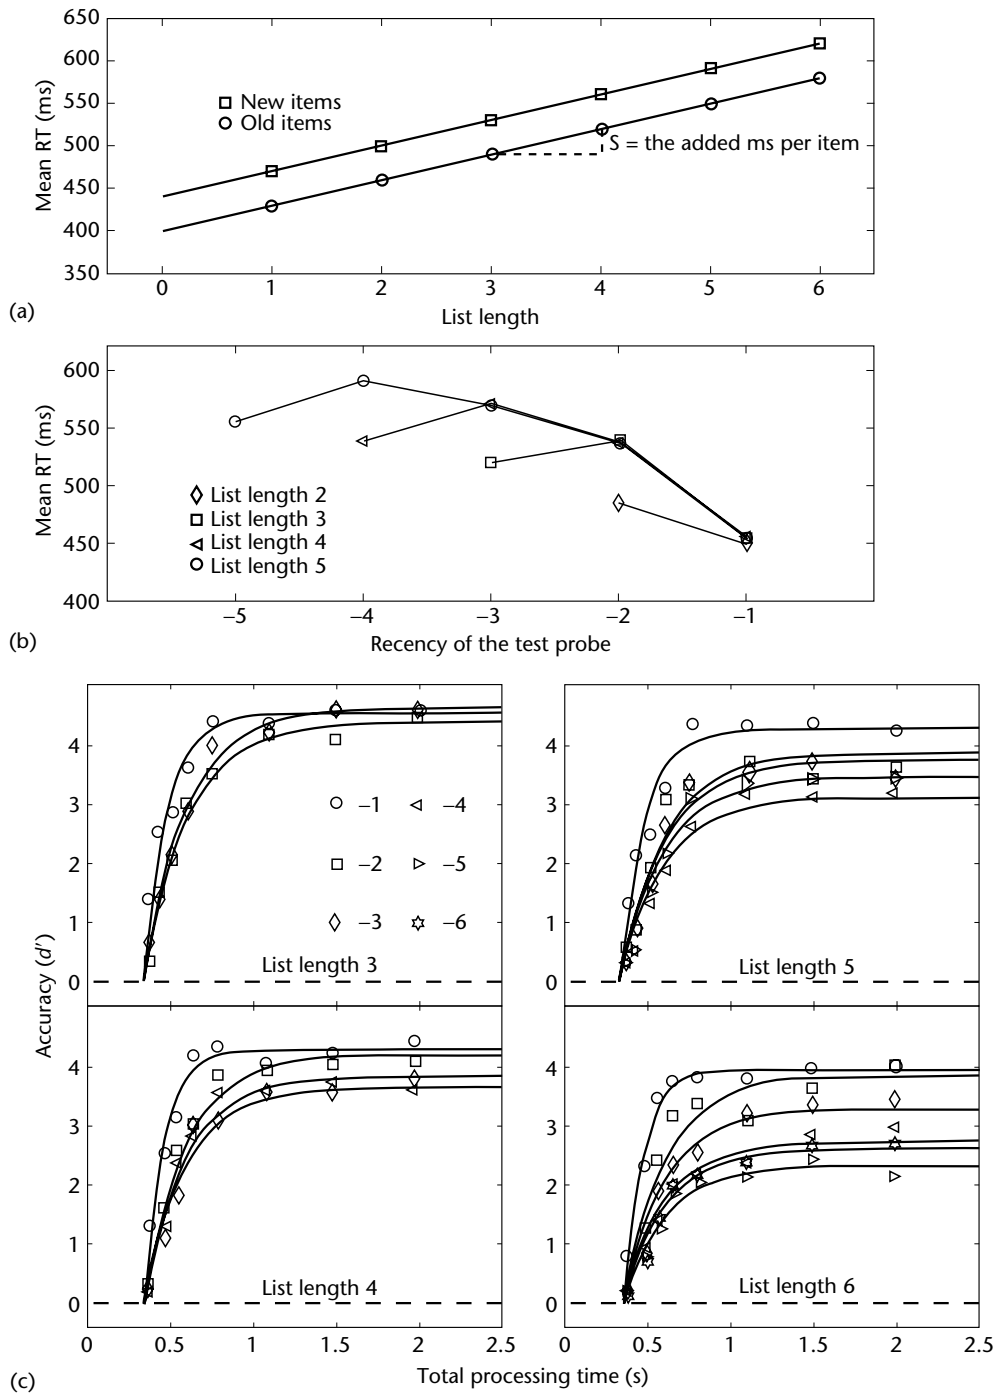 650
600
550
500
450
400
350
Mean RT (ms)
New items
Old items
S = the added ms per item
0 1 2 3 4 5 6
List length
(a)
600
550
500
450
400
Mean RT (ms)
List length 2
List length 3
List length 4
List length 5
−5 −4 −3 −2 −1
Recency of the test probe
(b)
4
3
2
1
0
−1 −4
−2 −5
−3 −6
List length 3
4
3
2
1
0
List length 5
Accuracy (d′)
4
3
2
1
0
List length 4
0 0.5 1 1.5 2 2.5
4
3
2
1
0
List length 6
0 0.5 1 1.5 2 2.5
Total processing time (s)
(c)